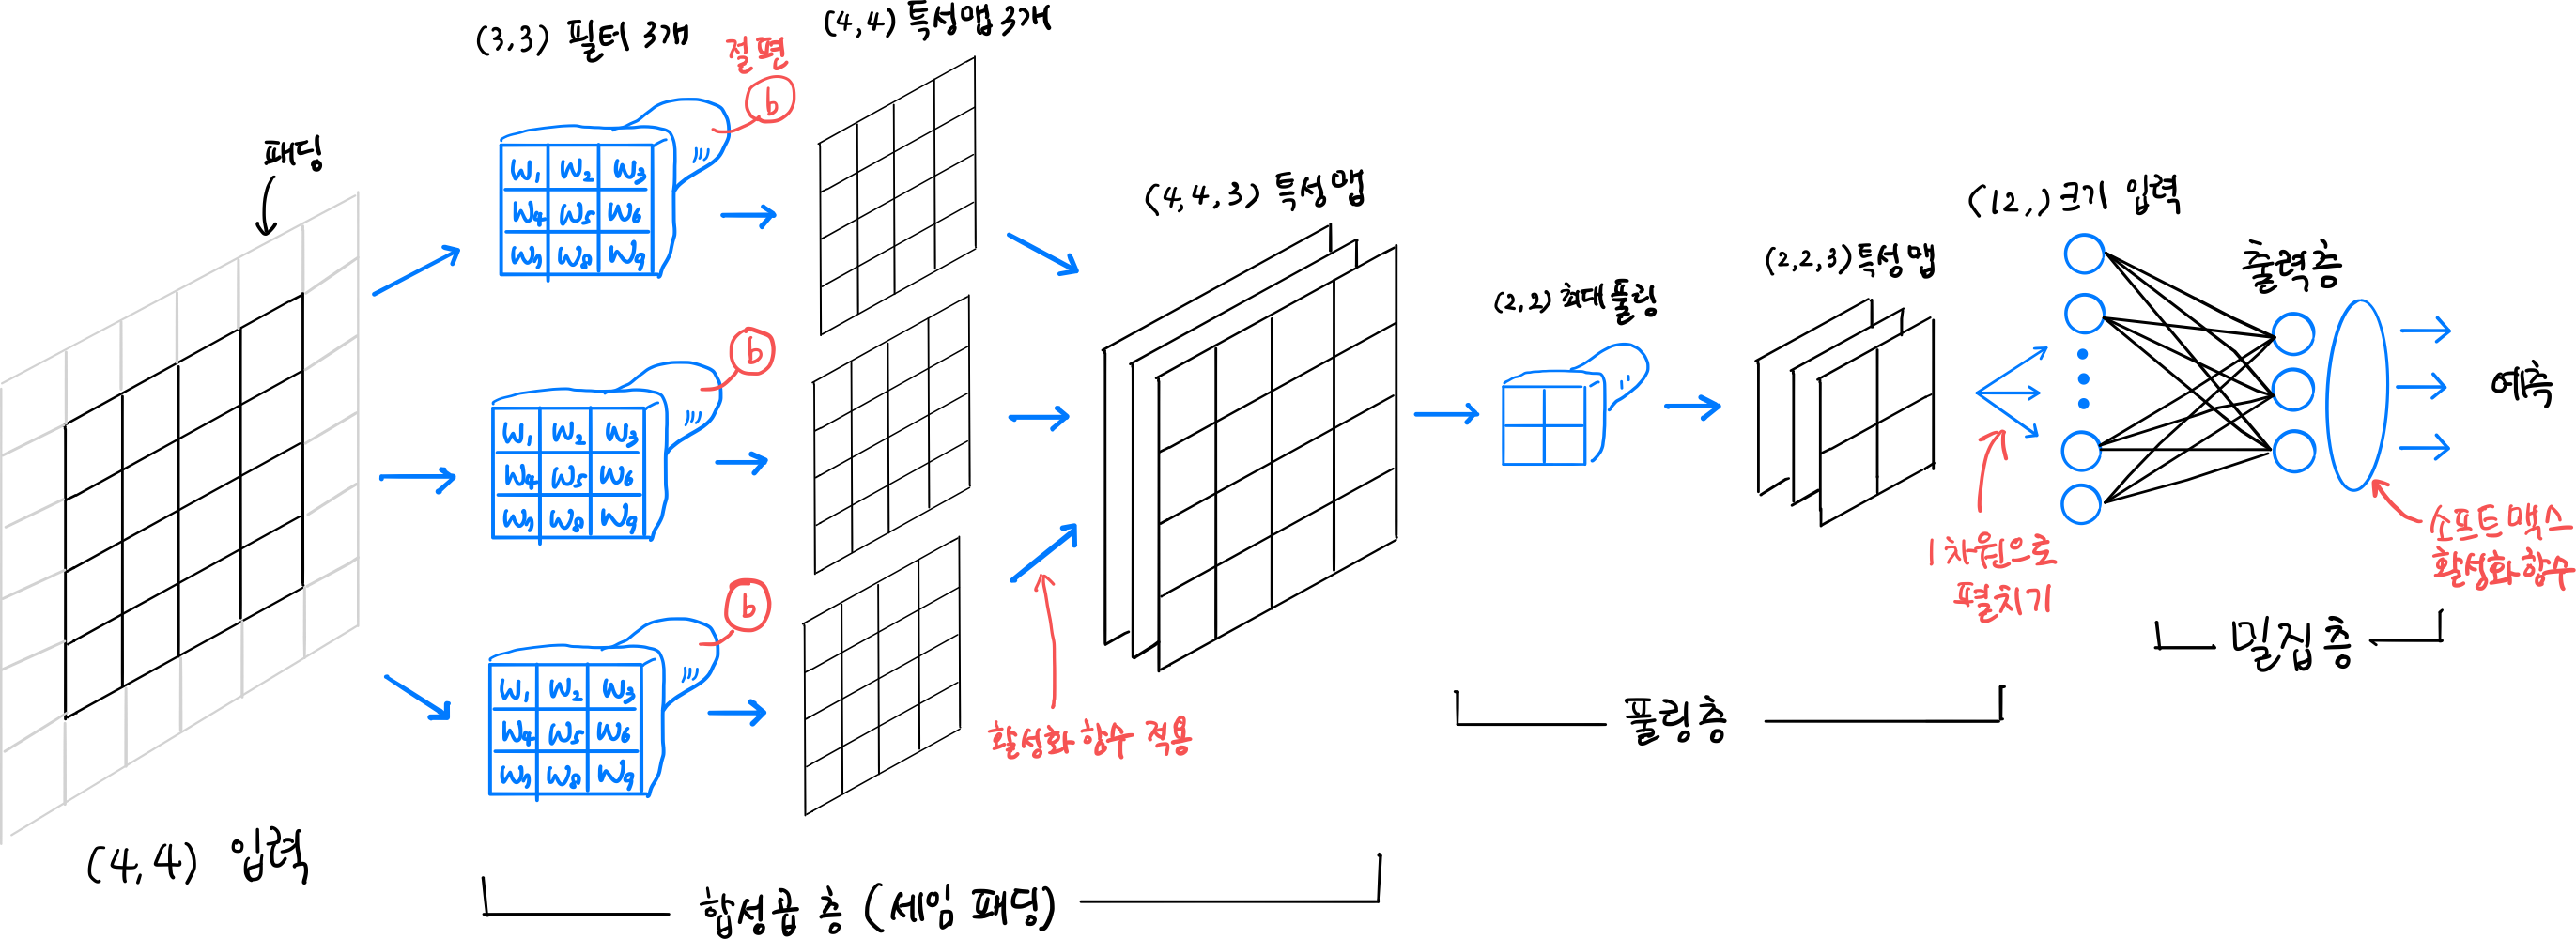 패딩
(4,4) 입력
(3,3) 필터 3개
절편
b
W1 W2 W3
W4 W5 W6
W7 W8 W9
b
W1 W2 W3
W4 W5 W6
W7 W8 W9
b
W1 W2 W3
W4 W5 W6
W7 W8 W9
(4,4) 특성맵 3개
활성화 함수 적용
(4,4,3) 특성맵
합성곱 층 (세임 패딩)
(2,2) 최대 풀링
(2,2,3) 특성맵
풀링층
1차원으로
펼치기
(12,) 크기 입력
출력층
소프트맥스
활성화 함수
예측
밀집층